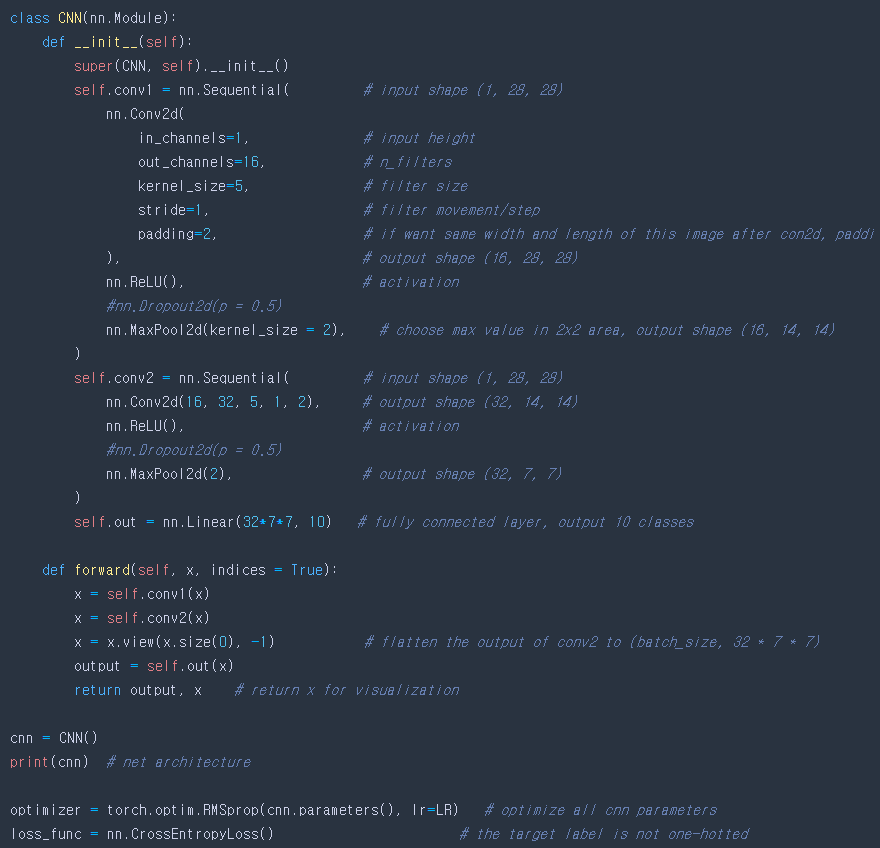 class CNN(nn.Module):
    def __init__(self):
        super(CNN, self).__init__()
        self.conv1 = nn.Sequential(         # input shape (1, 28, 28)
            nn.Conv2d(
                in_channels=1,              # input height
                out_channels=16,            # n_filters
                kernel_size=5,              # filter size
                stride=1,                   # filter movement/step
                padding=2,                  # if want same width and length of this image after con2d, paddi
            ),                              # output shape (16, 28, 28)
            nn.ReLU(),                      # activation
            #nn.Dropout2d(p = 0.5)
            nn.MaxPool2d(kernel_size = 2),    # choose max value in 2x2 area, output shape (16, 14, 14)
        )
        self.conv2 = nn.Sequential(         # input shape (1, 28, 28)
            nn.Conv2d(16, 32, 5, 1, 2),     # output shape (32, 14, 14)
            nn.ReLU(),                      # activation
            #nn.Dropout2d(p = 0.5)
            nn.MaxPool2d(2),                # output shape (32, 7, 7)
        )
        self.out = nn.Linear(32*7*7, 10)   # fully connected layer, output 10 classes

    def forward(self, x, indices = True):
        x = self.conv1(x)
        x = self.conv2(x)
        x = x.view(x.size(0), -1)           # flatten the output of conv2 to (batch_size, 32 * 7 * 7)
        output = self.out(x)
        return output, x    # return x for visualization

cnn = CNN()
print(cnn)  # net architecture

optimizer = torch.optim.RMSprop(cnn.parameters(), lr=LR)   # optimize all cnn parameters
loss_func = nn.CrossEntropyLoss()                       # the target label is not one-hotted